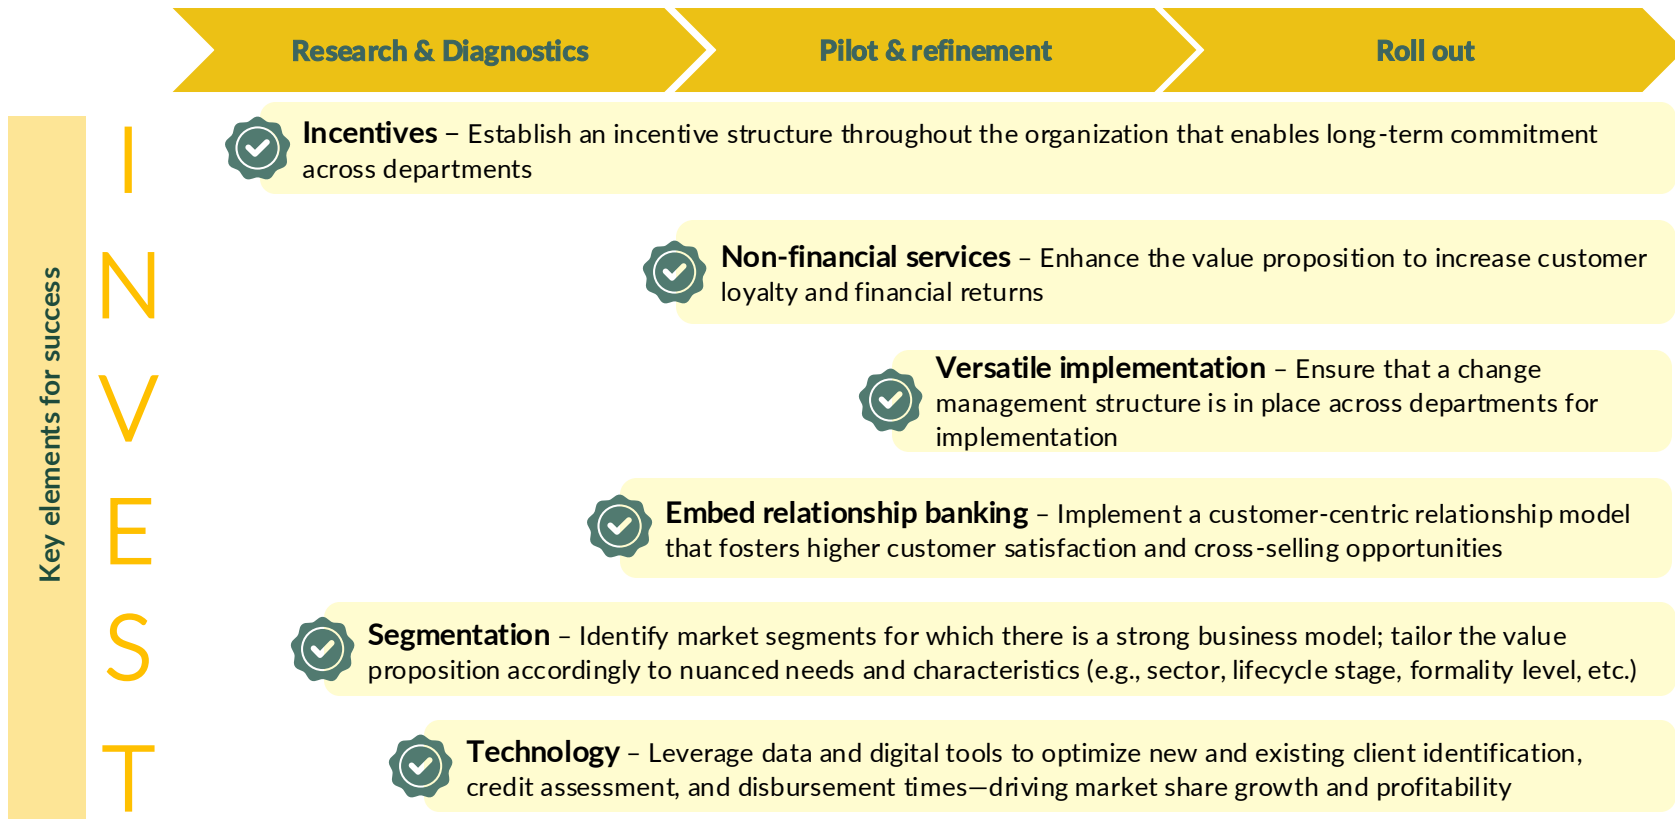 Research & Diagnostics
Pilot & refinement
Roll out
Key elements for success
I
Incentives – Establish an incentive structure throughout the organization that enables long-term commitment
across departments
N
Non-financial services – Enhance the value proposition to increase customer
loyalty and financial returns
V
Versatile implementation – Ensure that a change
management structure is in place across departments for
implementation
E
Embed relationship banking – Implement a customer-centric relationship model
that fosters higher customer satisfaction and cross-selling opportunities
S
Segmentation – Identify market segments for which there is a strong business model; tailor the value
proposition accordingly to nuanced needs and characteristics (e.g., sector, lifecycle stage, formality level, etc.)
T
Technology – Leverage data and digital tools to optimize new and existing client identification,
credit assessment, and disbursement times—driving market share growth and profitability